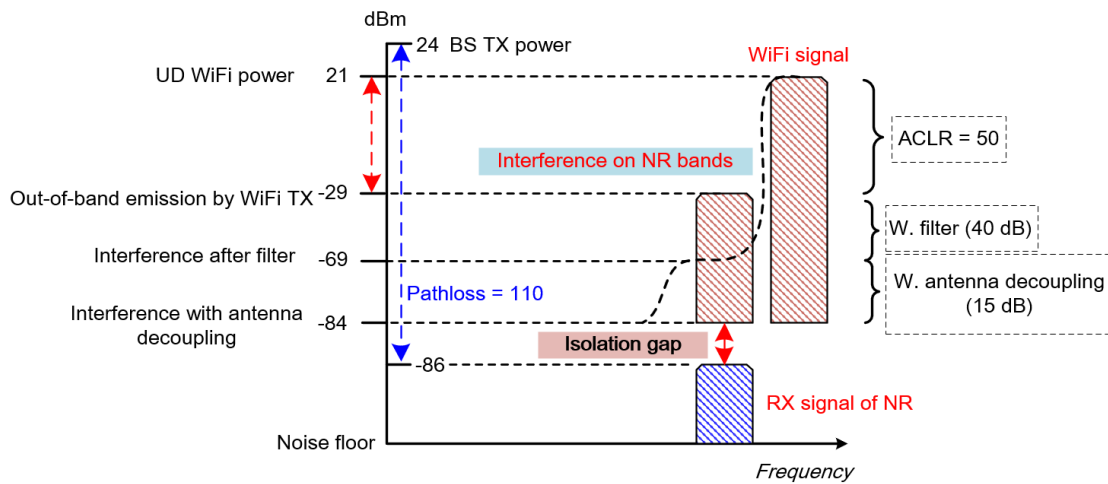 dBm
24 BS TX power
WiFi signal
UD WiFi power
21
ACLR = 50
Interference on NR bands
Out-of-band emission by WiFi TX
-29
W. filter (40 dB)
Interference after filter
-69
W. antenna decoupling
(15 dB)
Pathloss = 110
Interference with antenna
decoupling
-84
Isolation gap
-86
RX signal of NR
Noise floor
Frequency